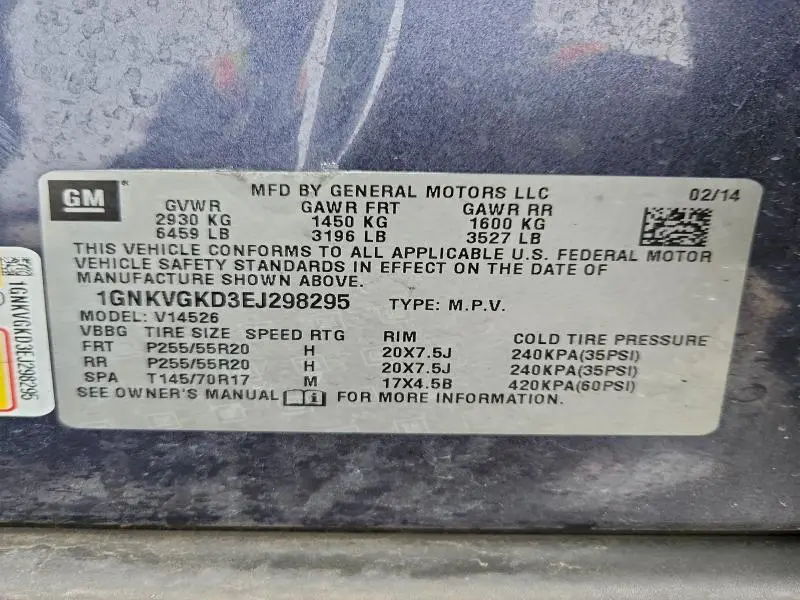 GM
MFD BY GENERAL MOTORS LLC 02/14
GVWR GAWR FRT GAWR RR
2930 KG 1450 KG 1600 KG
6459 LB 3196 LB 3527 LB
THIS VEHICLE CONFORMS TO ALL APPLICABLE U.S. FEDERAL MOTOR
VEHICLE SAFETY STANDARDS IN EFFECT ON THE DATE OF
MANUFACTURE SHOWN ABOVE.
1GNKVGKD3EJ298295 TYPE: M.P.V.
MODEL: V14526
VBBG TIRE SIZE SPEED RTG RIM COLD TIRE PRESSURE
FRT P255/55R20 H 20X7.5J 240KPA(35PSI)
RR P255/55R20 H 20X7.5J 240KPA(35PSI)
SPA T145/70R17 M 17X4.5B 420KPA(60PSI)
SEE OWNER'S MANUAL FOR MORE INFORMATION.
1GNKVGKD3EJ298295